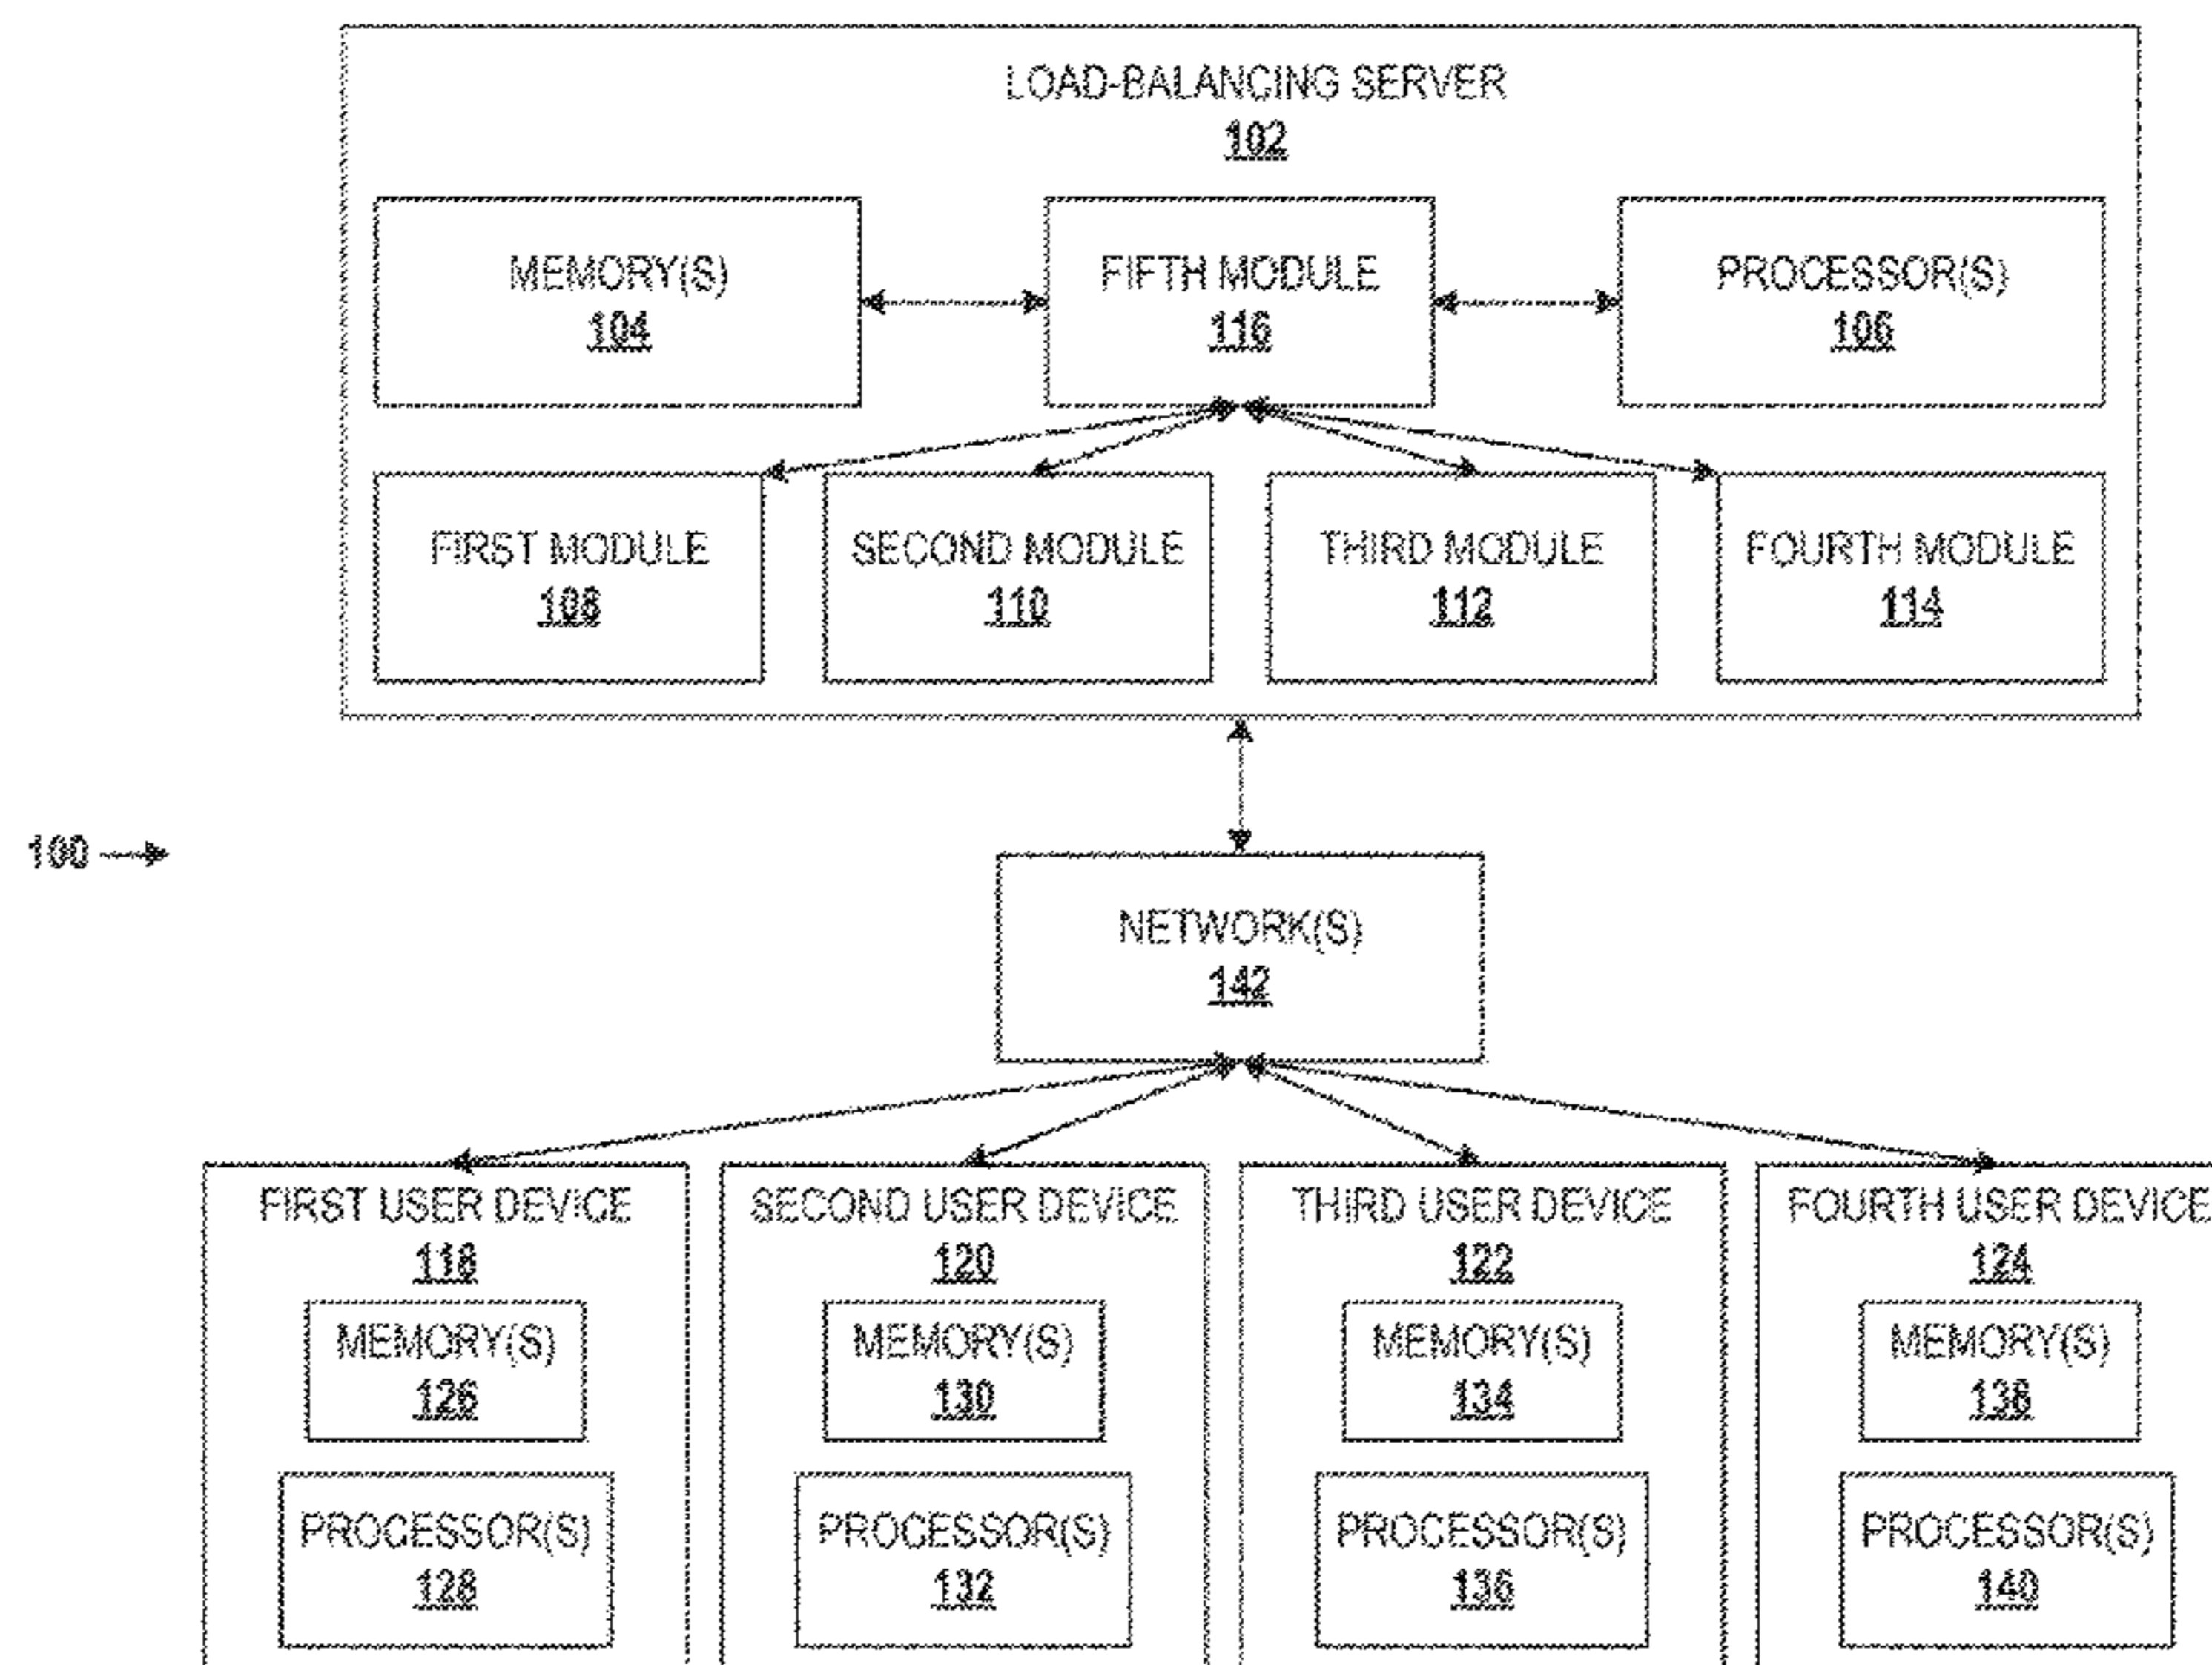 LOAD-BALANCING SERVER
102
MEMORY(S)
104
FIFTH MODULE
116
PROCESSOR(S)
106
FIRST MODULE
108
SECOND MODULE
110
THIRD MODULE
112
FOURTH MODULE
114
100
NETWORK(S)
142
FIRST USER DEVICE
118
MEMORY(S)
126
PROCESSOR(S)
128
SECOND USER DEVICE
120
MEMORY(S)
130
PROCESSOR(S)
132
THIRD USER DEVICE
122
MEMORY(S)
134
PROCESSOR(S)
136
FOURTH USER DEVICE
124
MEMORY(S)
138
PROCESSOR(S)
140